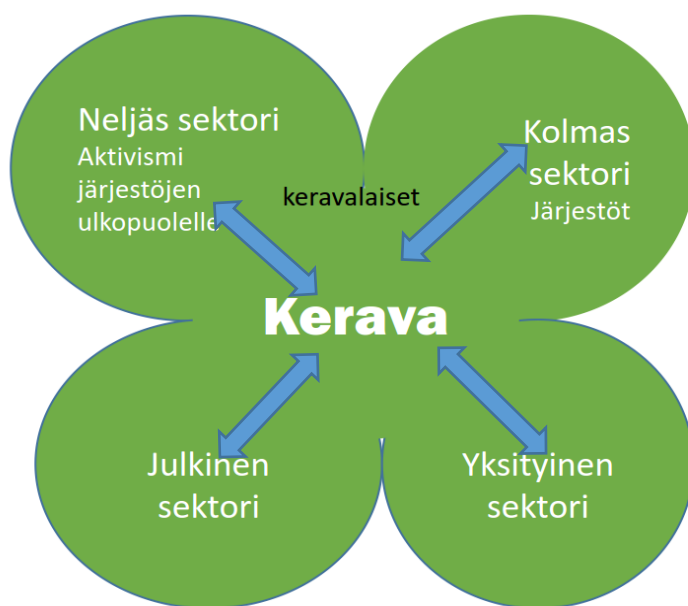 Neljäs sektori
Aktivismi
järjestöjen
ulkopuolelle
Kolmas
sektori
Järjestöt
keravalaiset
Kerava
Julkinen
sektori
Yksityinen
sektori